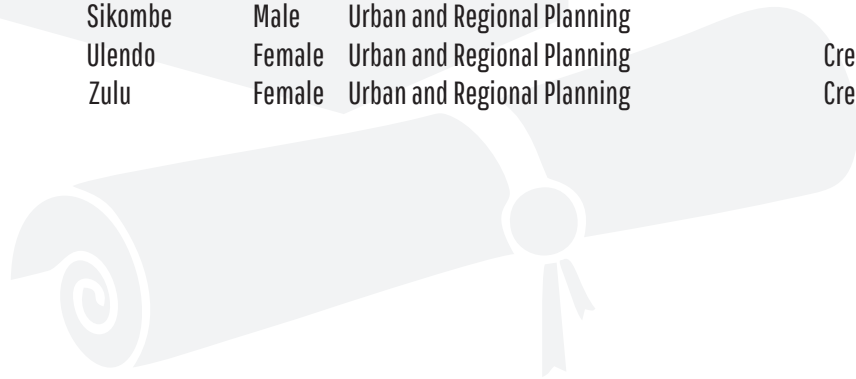 Sikombe Male Urban and Regional Planning
Ulendo Female Urban and Regional Planning Cre
Zulu Female Urban and Regional Planning Cre